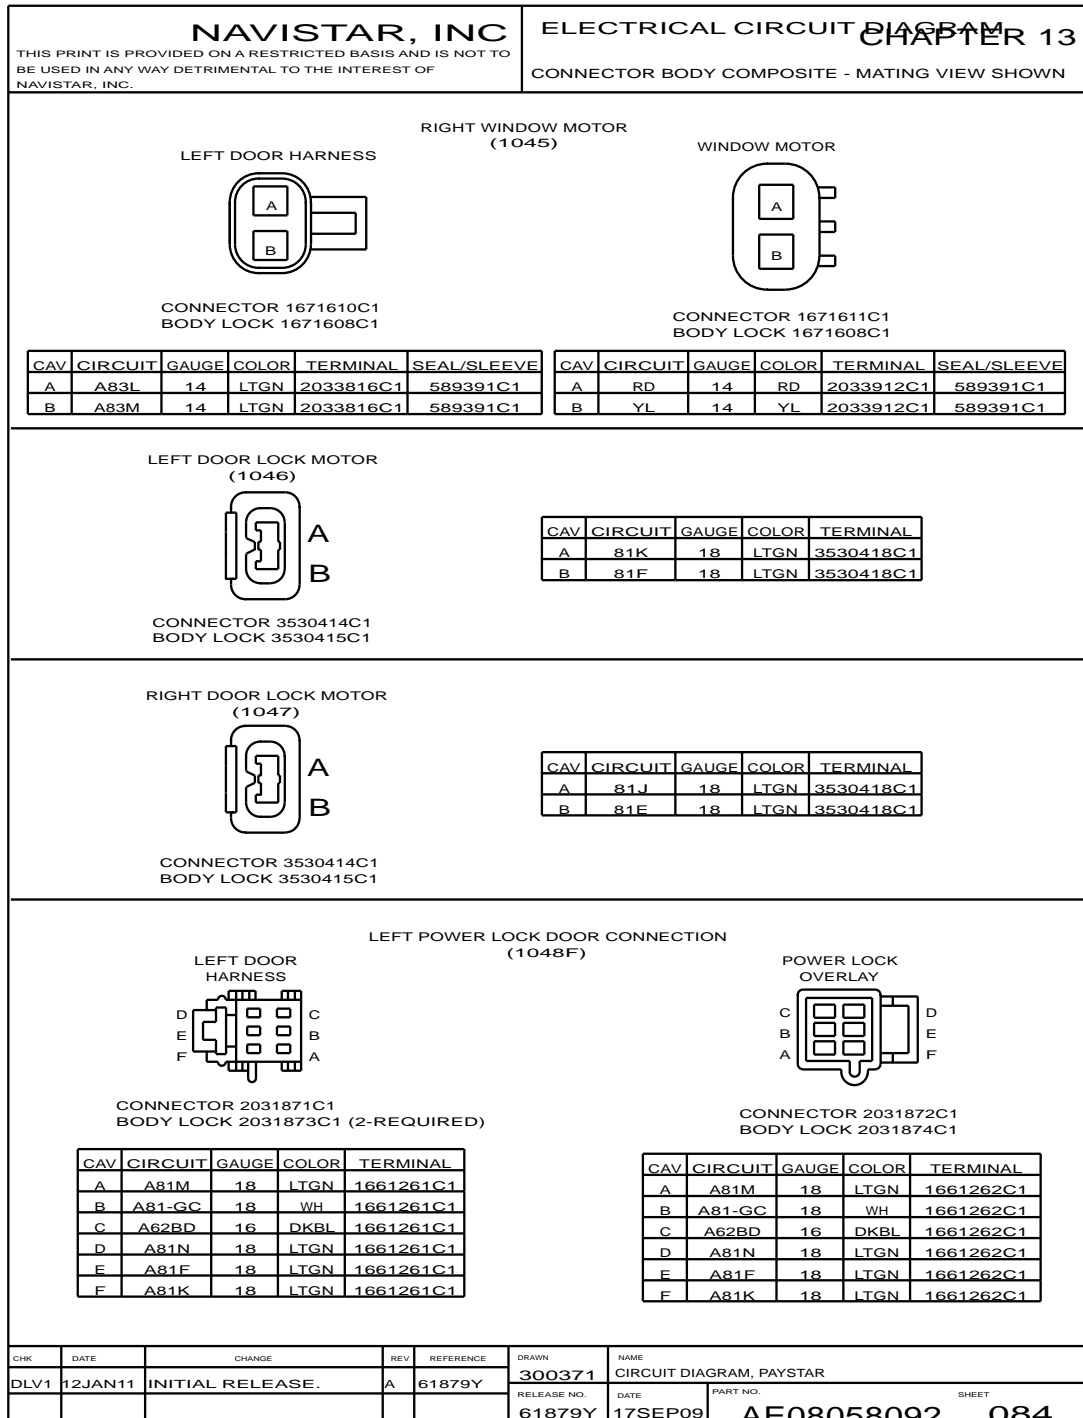 NAVISTAR, INC
THIS PRINT IS PROVIDED ON A RESTRICTED BASIS AND IS NOT TO
BE USED IN ANY WAY DETRIMENTAL TO THE INTEREST OF
NAVISTAR, INC.
ELECTRICAL CIRCUIT DIAGRAM
CHAPTER 13
CONNECTOR BODY COMPOSITE - MATING VIEW SHOWN
RIGHT WINDOW MOTOR
(1045)
LEFT DOOR HARNESS
WINDOW MOTOR
A
B
A
B
CONNECTOR 1671610C1
BODY LOCK 1671608C1
CONNECTOR 1671611C1
BODY LOCK 1671608C1
CAV CIRCUIT GAUGE COLOR TERMINAL SEAL/SLEEVE
A A83L 14 LTGN 2033816C1 589391C1
B A83M 14 LTGN 2033816C1 589391C1
CAV CIRCUIT GAUGE COLOR TERMINAL SEAL/SLEEVE
A RD 14 RD 2033912C1 589391C1
B YL 14 YL 2033912C1 589391C1
LEFT DOOR LOCK MOTOR
(1046)
A
B
CONNECTOR 3530414C1
BODY LOCK 3530415C1
CAV CIRCUIT GAUGE COLOR TERMINAL
A 81K 18 LTGN 3530418C1
B 81F 18 LTGN 3530418C1
RIGHT DOOR LOCK MOTOR
(1047)
A
B
CONNECTOR 3530414C1
BODY LOCK 3530415C1
CAV CIRCUIT GAUGE COLOR TERMINAL
A 81J 18 LTGN 3530418C1
B 81E 18 LTGN 3530418C1
LEFT POWER LOCK DOOR CONNECTION
(1048F)
LEFT DOOR
HARNESS
D C
E B
F A
CONNECTOR 2031871C1
BODY LOCK 2031873C1 (2-REQUIRED)
POWER LOCK
OVERLAY
C D
B E
A F
CONNECTOR 2031872C1
BODY LOCK 2031874C1
CAV CIRCUIT GAUGE COLOR TERMINAL
A A81M 18 LTGN 1661261C1
B A81-GC 18 WH 1661261C1
C A62BD 16 DKBL 1661261C1
D A81N 18 LTGN 1661261C1
E A81F 18 LTGN 1661261C1
F A81K 18 LTGN 1661261C1
CAV CIRCUIT GAUGE COLOR TERMINAL
A A81M 18 LTGN 1661262C1
B A81-GC 18 WH 1661262C1
C A62BD 16 DKBL 1661262C1
D A81N 18 LTGN 1661262C1
E A81F 18 LTGN 1661262C1
F A81K 18 LTGN 1661262C1
CHK DATE CHANGE REV REFERENCE
DLV1 12JAN11 INITIAL RELEASE. A 61879Y
DRAWN
300371
NAME
CIRCUIT DIAGRAM, PAYSTAR
RELEASE NO.
61879Y
DATE
17SEP09
PART NO.
AE08058092
SHEET
084